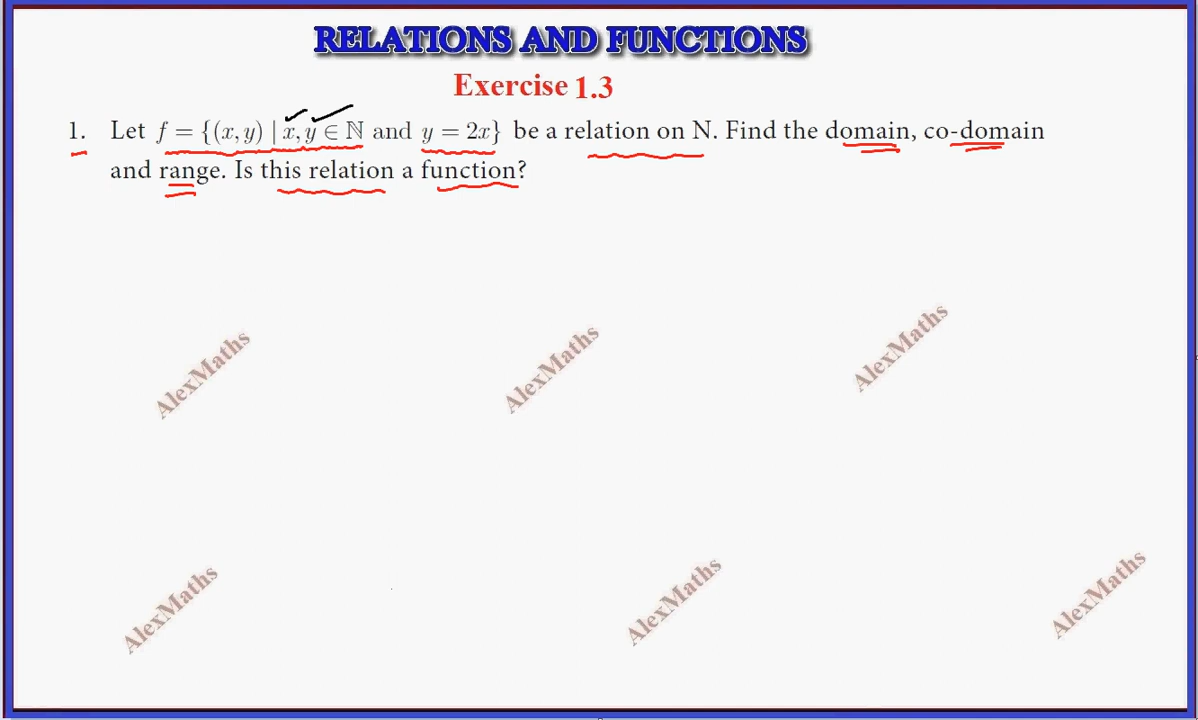 RELATIONS AND FUNCTIONS
Exercise 1.3
1. Let f = {(x, y) | x, y ∈ ℕ and y = 2x} be a relation on N. Find the domain, co-domain
and range. Is this relation a function?
AlexMaths
AlexMaths
AlexMaths
AlexMaths
AlexMaths
AlexMaths